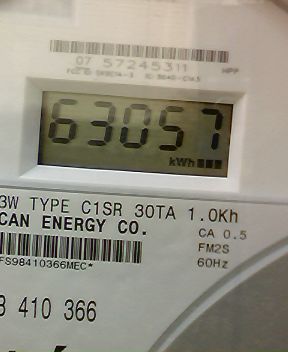 07 57245311
63057
kWh
3W TYPE C1SR 30TA 1.0Kh
CAN ENERGY CO.
CA 0.5
FM2S
60Hz
FS98410366MEC*
8 410 366